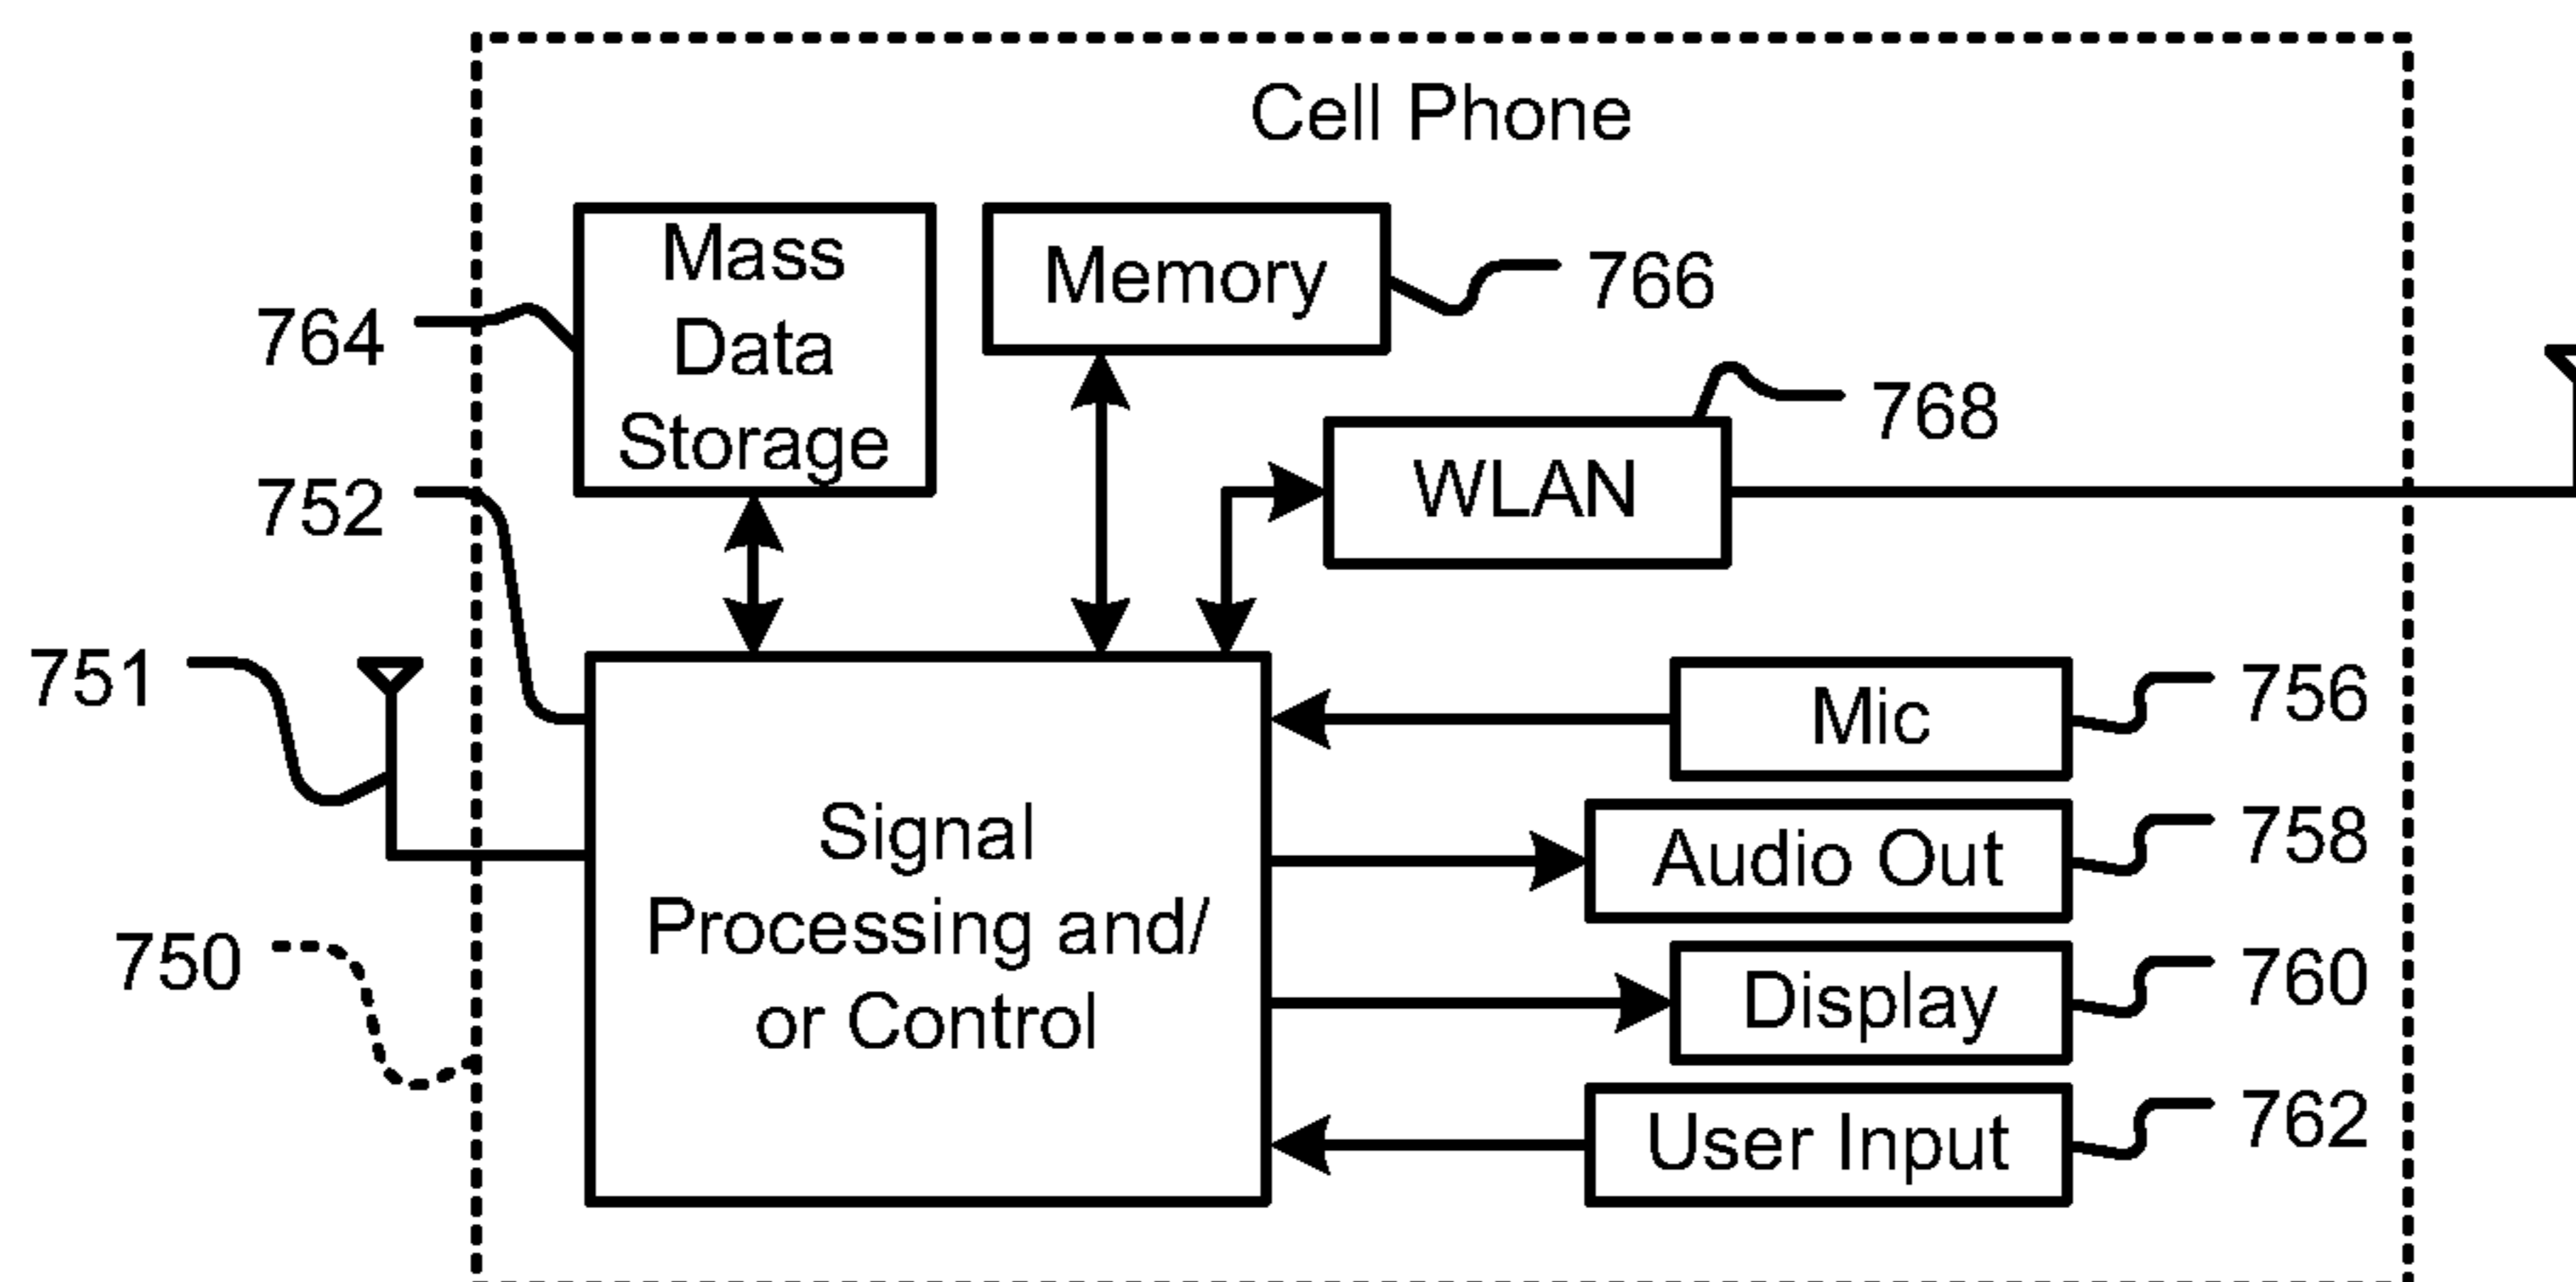 Cell Phone
Mass
Data
Storage
Memory
766
764
768
WLAN
752
751
Mic
756
Signal
Processing and/
or Control
Audio Out
758
750
Display
760
User Input
762